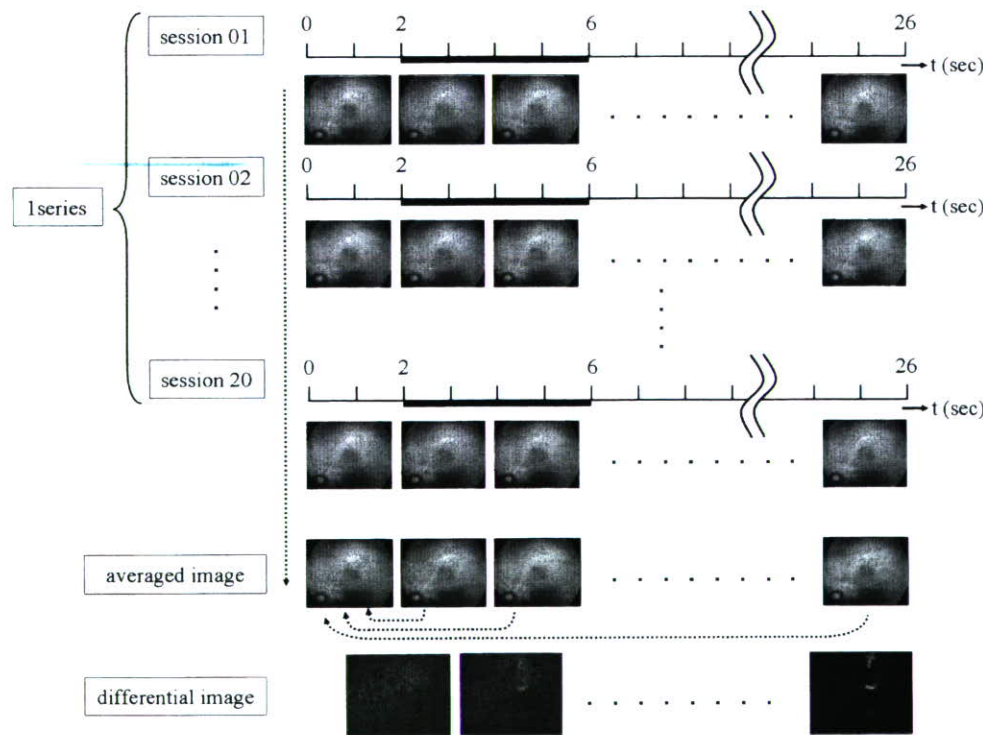 session 01
0 2 6 26
t (sec)
session 02
0 2 6 26
t (sec)
1series
session 20
0 2 6 26
t (sec)
averaged image
differential image